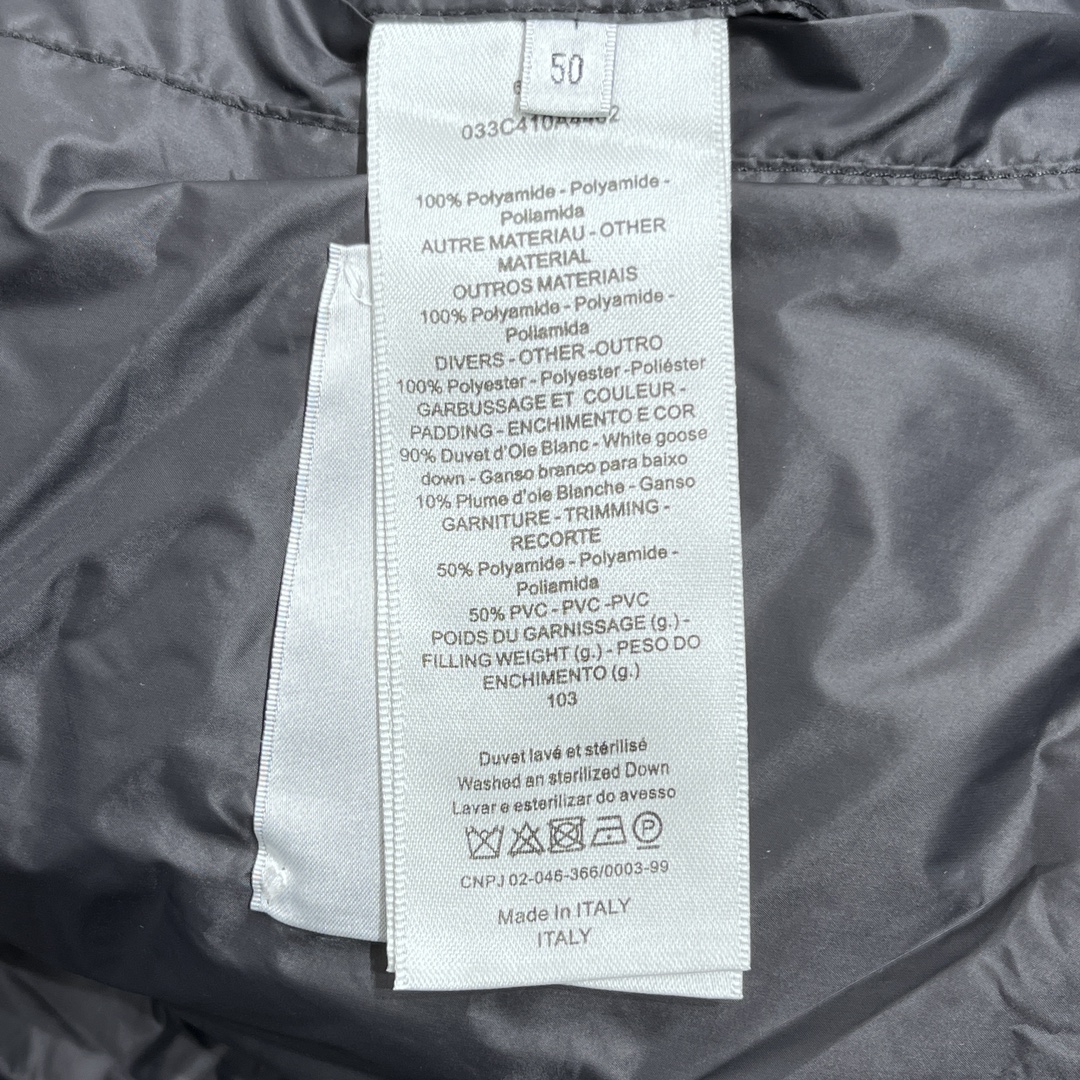 50
100% Polyamide - Polyamide -
Poliamida
AUTRE MATERIAU - OTHER
MATERIAL
OUTROS MATERIAIS
100% Polyamide - Polyamide -
Poliamida
DIVERS - OTHER -OUTRO
100% Polyester - Polyester -Poliéster
GARBUSSAGE ET COULEUR -
PADDING - ENCHIMENTO E COR
90% Duvet d'Oie Blanc - White goose
down - Ganso branco para baixo
10% Plume d'oie Blanche - Ganso
GARNITURE - TRIMMING -
RECORTE
50% Polyamide - Polyamide -
Poliamida
50% PVC - PVC -PVC
POIDS DU GARNISSAGE (g.) -
FILLING WEIGHT (g.) - PESO DO
ENCHIMENTO (g.)
103
Duvet lavé et stérilisé
Washed an sterilized Down
Lavar e esterilizar do avesso
P
CNPJ 02-046-366/0003-99
Made In ITALY
ITALY